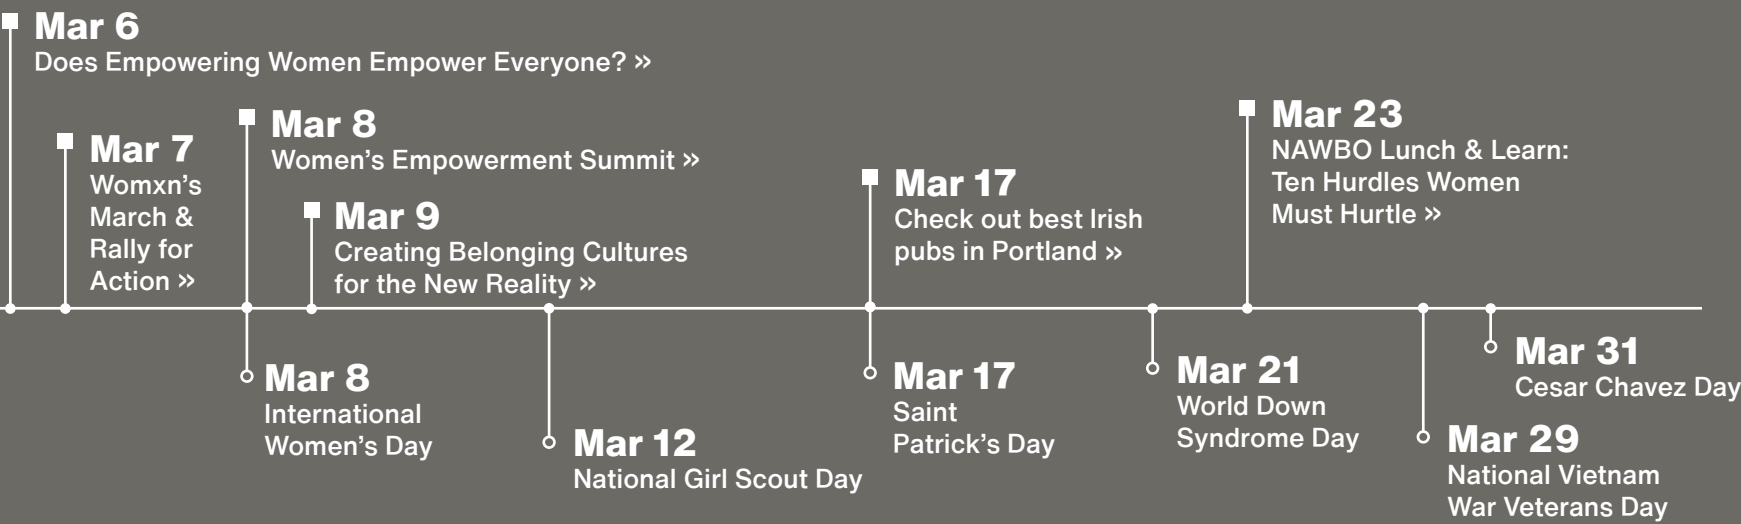 Mar 6
Does Empowering Women Empower Everyone? »
Mar 7
Womxn’s
March &
Rally for
Action »
Mar 8
Women’s Empowerment Summit »
Mar 9
Creating Belonging Cultures
for the New Reality »
Mar 17
Check out best Irish
pubs in Portland »
Mar 23
NAWBO Lunch & Learn:
Ten Hurdles Women
Must Hurtle »
Mar 8
International
Women’s Day
Mar 12
National Girl Scout Day
Mar 17
Saint
Patrick’s Day
Mar 21
World Down
Syndrome Day
Mar 29
National Vietnam
War Veterans Day
Mar 31
Cesar Chavez Day